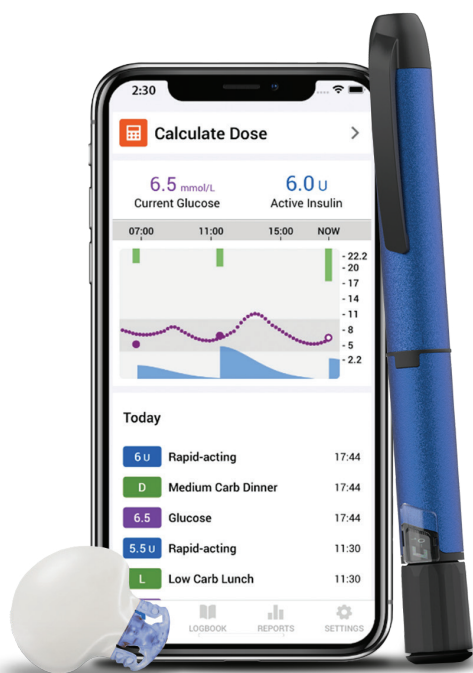 2:30
Calculate Dose
6.5 mmol/L 6.0 U
Current Glucose Active Insulin
07:00 11:00 15:00 NOW
22.2
20
17
14
11
8
5
2.2
Today
6 U Rapid-acting 17:44
D Medium Carb Dinner 17:44
6.5 Glucose 17:44
5.5 U Rapid-acting 11:30
L Low Carb Lunch 11:30
LOGBOOK REPORTS SETTINGS